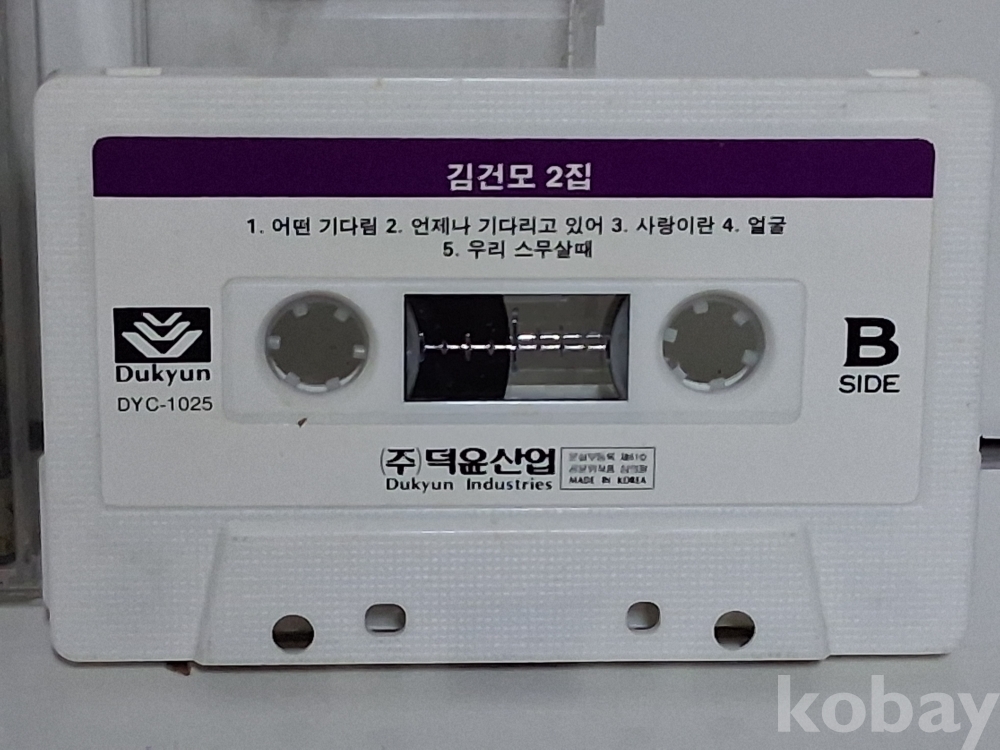 김건모 2집
1. 어떤 기다림 2. 언제나 기다리고 있어 3. 사랑이란 4. 얼굴
5. 우리 스무살때
Dukyun
DYC-1025
B
SIDE
(주)덕윤산업
Dukyun Industries
MADE IN KOREA
kobay